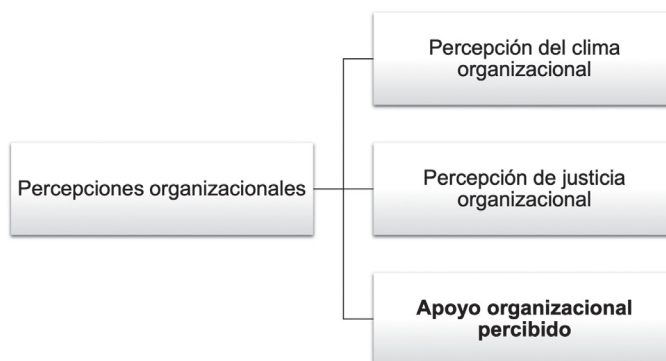 Percepción del clima
organizacional
Percepciones organizacionales
Percepción de justicia
organizacional
Apoyo organizacional
percibido